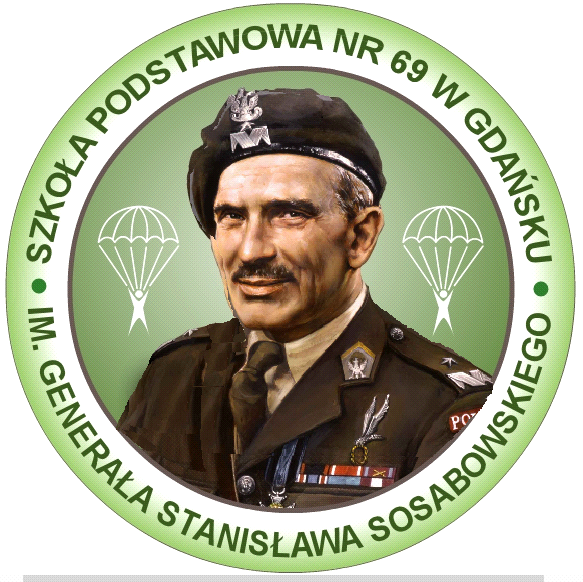 SZKOŁA PODSTAWOWA NR 69 W GDAŃSKU
IM. GENERAŁA STANISŁAWA SOSABOWSKIEGO